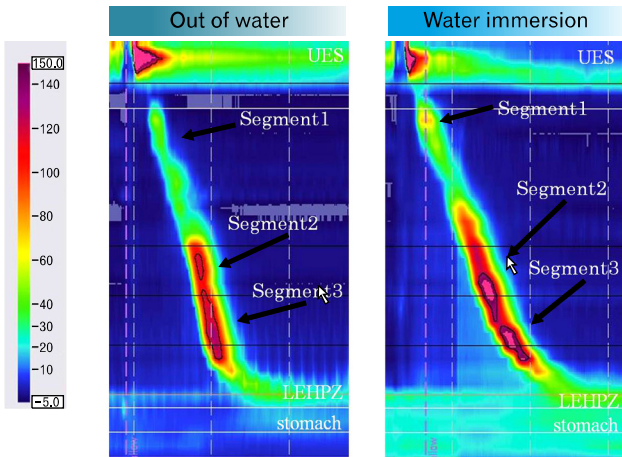 Out of water
Water immersion
150.0
140
120
100
80
60
40
30
20
10
-5.0
UES
Segment1
Segment2
Segment3
LEHPZ
stomach
UES
Segment1
Segment2
Segment3
LEHPZ
stomach